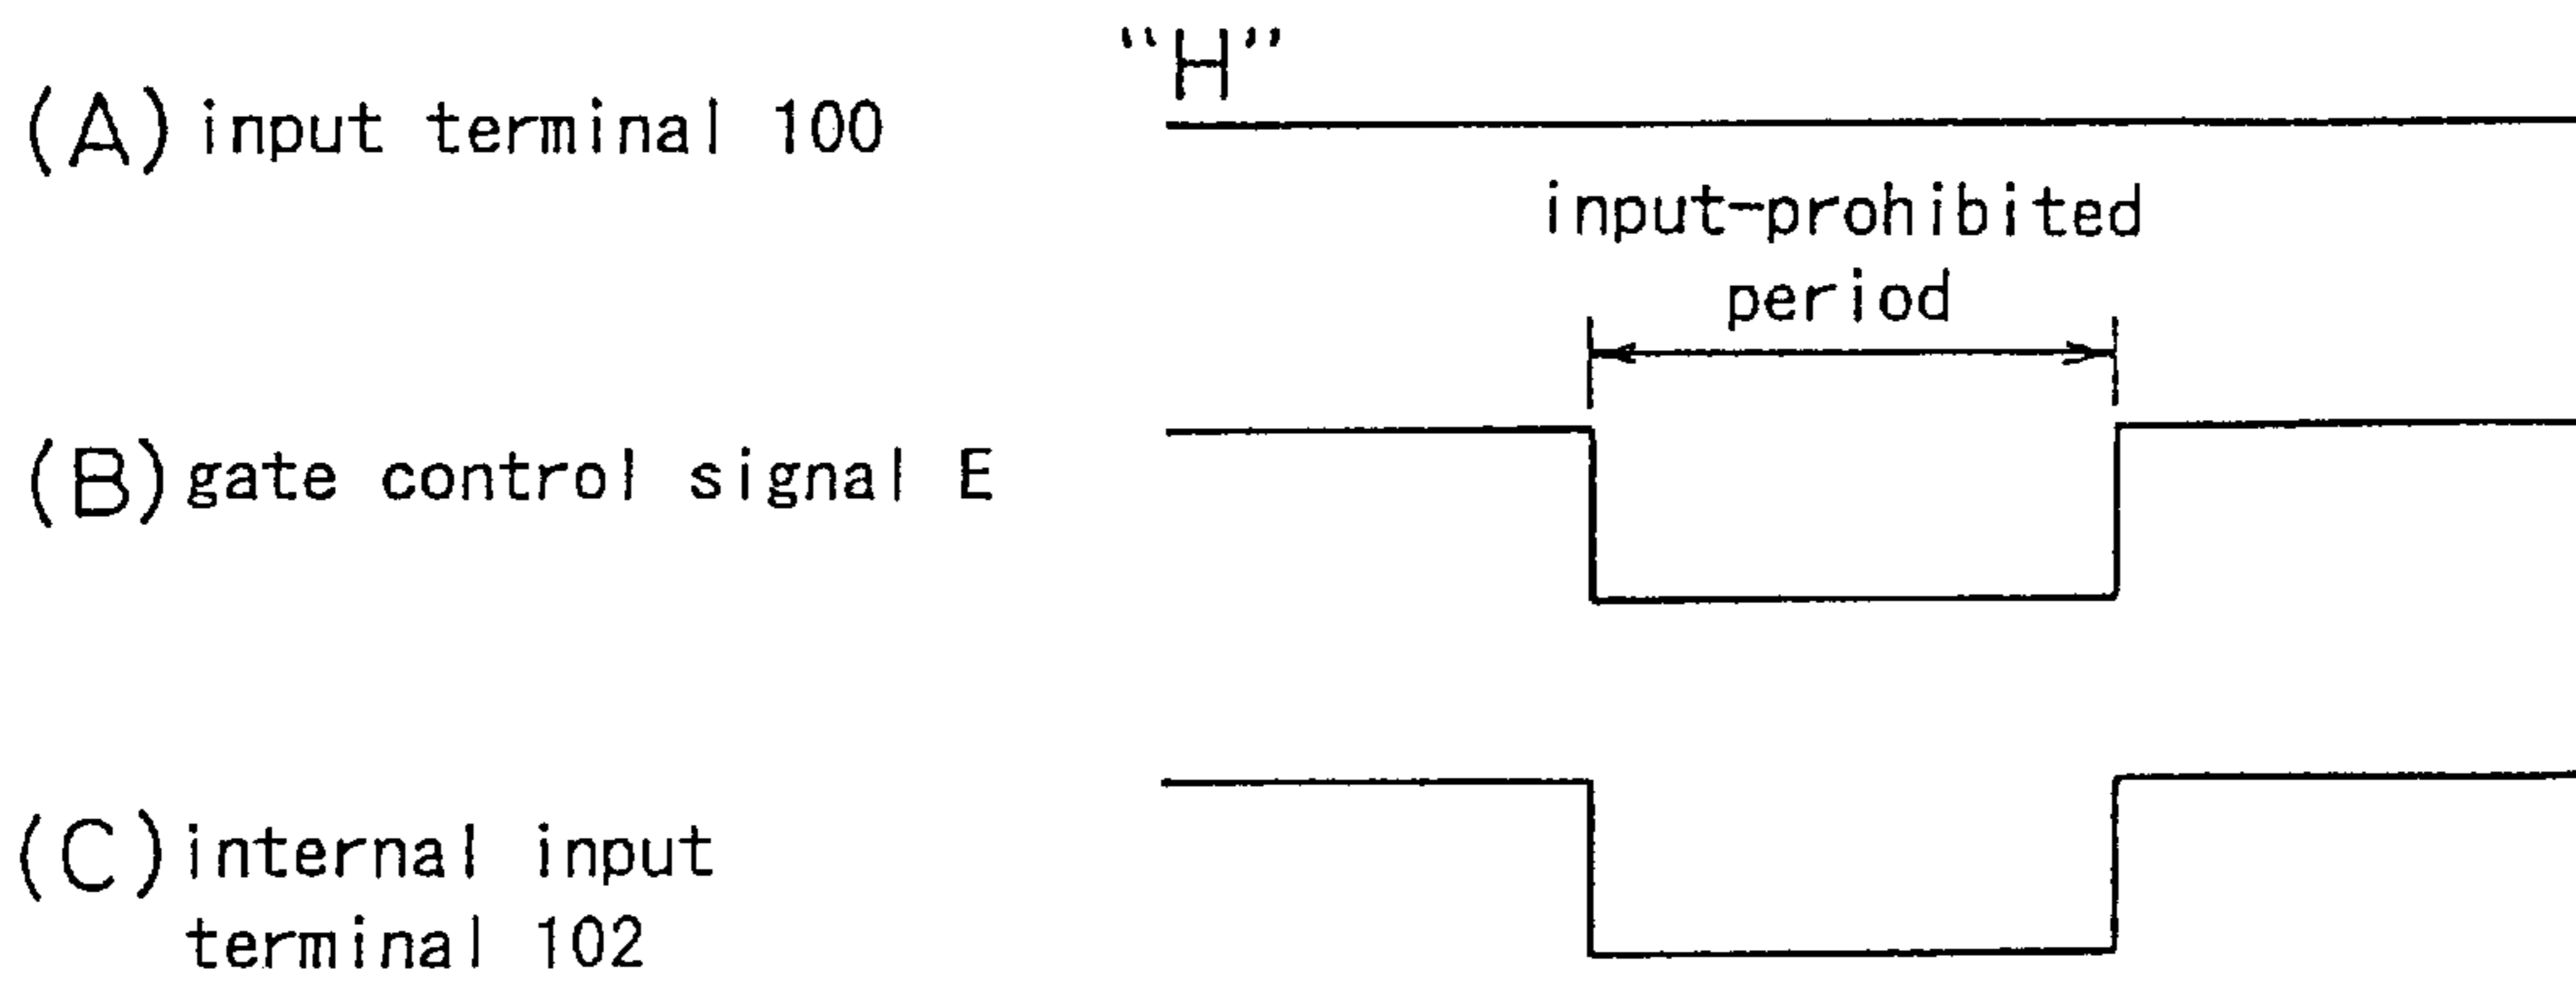 "H"
(A) input terminal 100
input-prohibited
period
(B) gate control signal E
(C) internal input
terminal 102